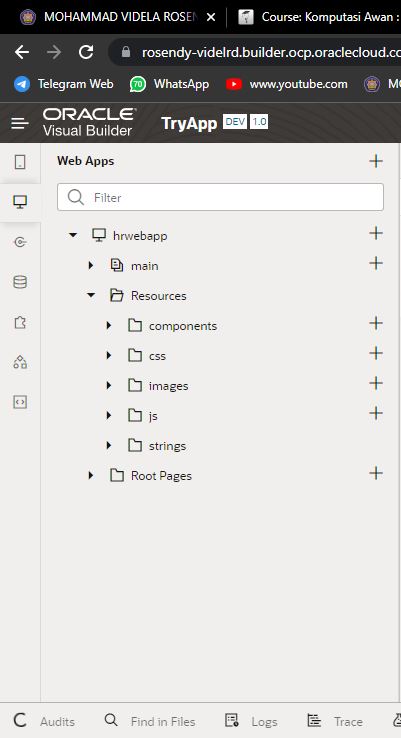 MOHAMMAD VIDELA ROSEN
Course: Komputasi Awan :
rosendy-videlrd.builder.ocp.oraclecloud.c
Telegram Web
70
WhatsApp
www.youtube.com
ORACLE
Visual Builder
TryApp
DEV
1.0
Web Apps
Filter
hrwebapp
main
Resources
components
css
images
js
strings
Root Pages
Audits
Find in Files
Logs
Trace